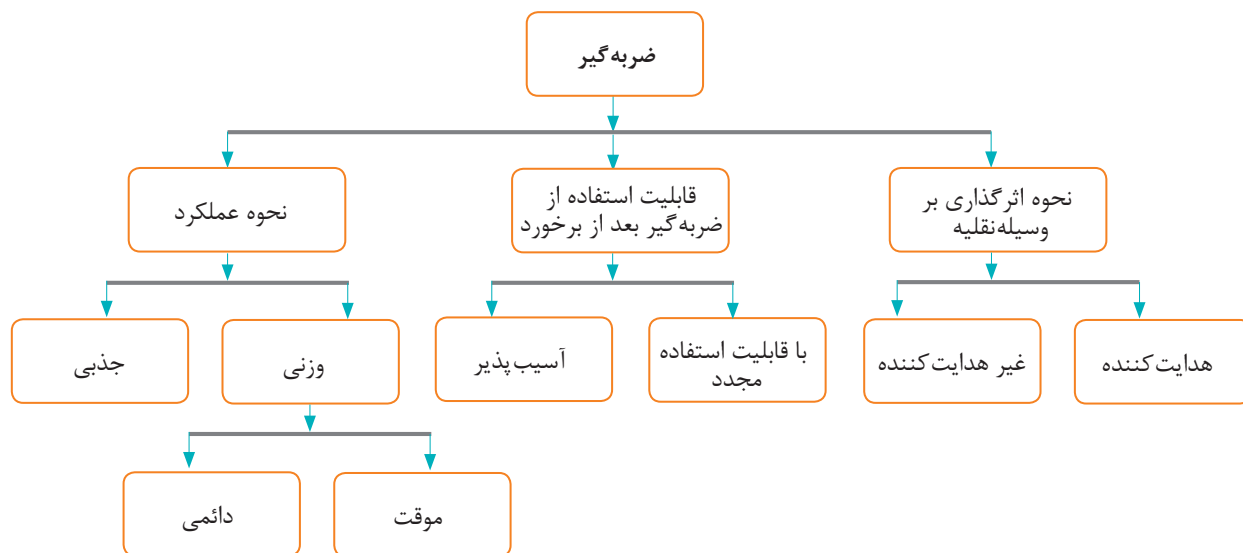 ضربه‌گیر
نحوه اثرگذاری بر
وسیله‌نقلیه
قابلیت استفاده از
ضربه‌گیر بعد از برخورد
نحوه عملکرد
هدایت‌کننده
غیر هدایت‌کننده
با قابلیت استفاده
مجدد
آسیب‌پذیر
وزنی
جذبی
موقت
دائمی